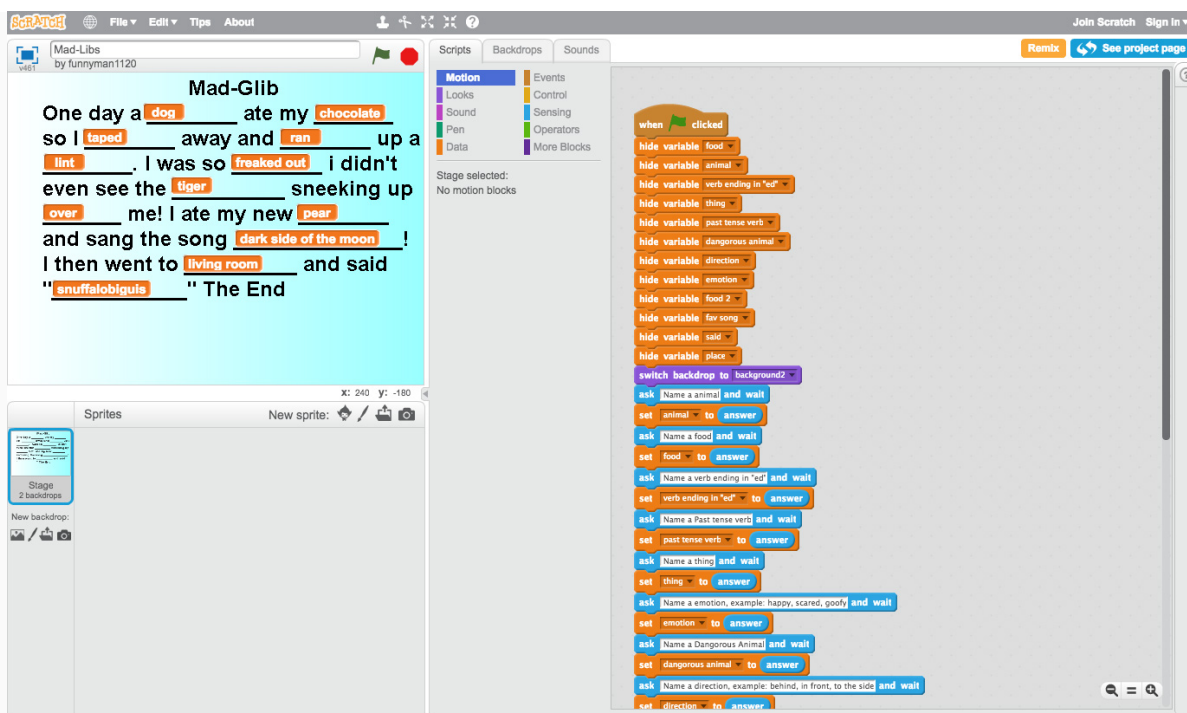 SCRATCH File Edit Tips About Join Scratch Sign in
v461
Mad-Libs
by funnyman1120
Mad-Glib
One day a dog ate my chocolate
so I taped away and ran up a
lint . I was so freaked out i didn't
even see the tiger sneeking up
over me! I ate my new pear
and sang the song dark side of the moon !
I then went to living room and said
"snuffalobiguis" The End
x: 240 y: -180
Sprites New sprite:
Stage
2 backdrops
New backdrop:
Scripts Backdrops Sounds
Remix See project page
Motion Events
Looks Control
Sound Sensing
Pen Operators
Data More Blocks
Stage selected:
No motion blocks
when clicked
hide variable food
hide variable animal
hide variable verb ending in "ed"
hide variable thing
hide variable past tense verb
hide variable dangorous animal
hide variable direction
hide variable emotion
hide variable food 2
hide variable fav song
hide variable said
hide variable place
switch backdrop to background2
ask Name a animal and wait
set animal to answer
ask Name a food and wait
set food to answer
ask Name a verb ending in "ed" and wait
set verb ending in "ed" to answer
ask Name a Past tense verb and wait
set past tense verb to answer
ask Name a thing and wait
set thing to answer
ask Name a emotion, example: happy, scared, goofy and wait
set emotion to answer
ask Name a Dangorous Animal and wait
set dangorous animal to answer
ask Name a direction, example: behind, in front, to the side and wait
set direction to answer